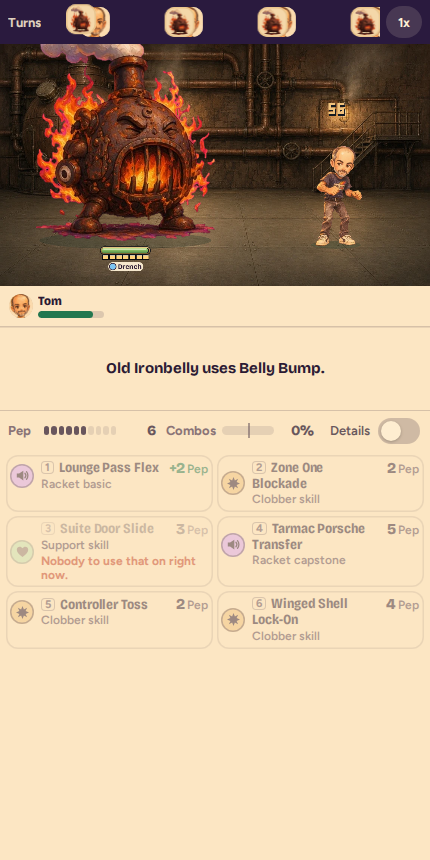 Turns
1x
56
Drench
Tom
Old Ironbelly uses Belly Bump.
Pep 6 Combos 0% Details
1 Lounge Pass Flex +2 Pep
Racket basic
2 Zone One Blockade 2 Pep
Clobber skill
3 Suite Door Slide 3 Pep
Support skill
Nobody to use that on right
now.
4 Tarmac Porsche 5 Pep
Transfer
Racket capstone
5 Controller Toss 2 Pep
Clobber skill
6 Winged Shell 4 Pep
Lock-On
Clobber skill